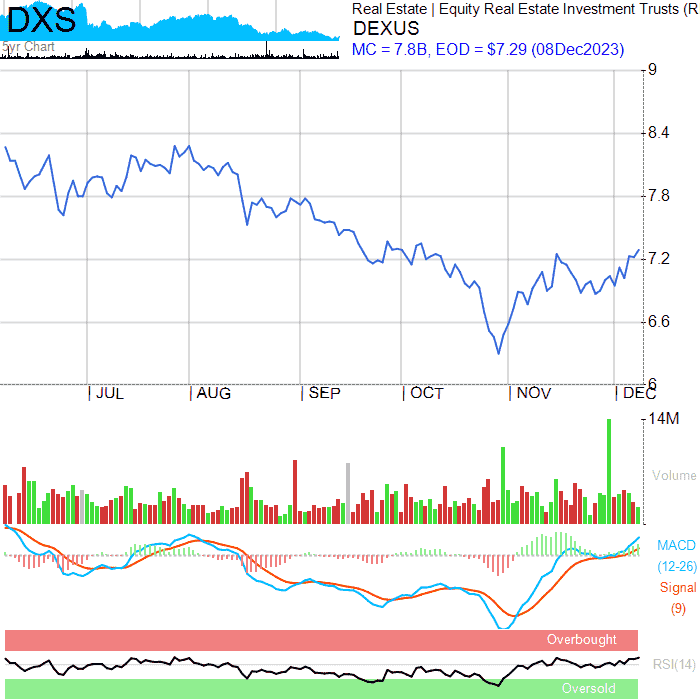 DXS
Real Estate | Equity Real Estate Investment Trusts (R
DEXUS
5yr Chart
MC = 7.8B, EOD = $7.29 (08Dec2023)
9
8.4
7.8
7.2
6.6
6
JUL AUG SEP OCT NOV DEC
14M
Volume
MACD
(12-26)
Signal
(9)
Overbought
RSI(14)
Oversold